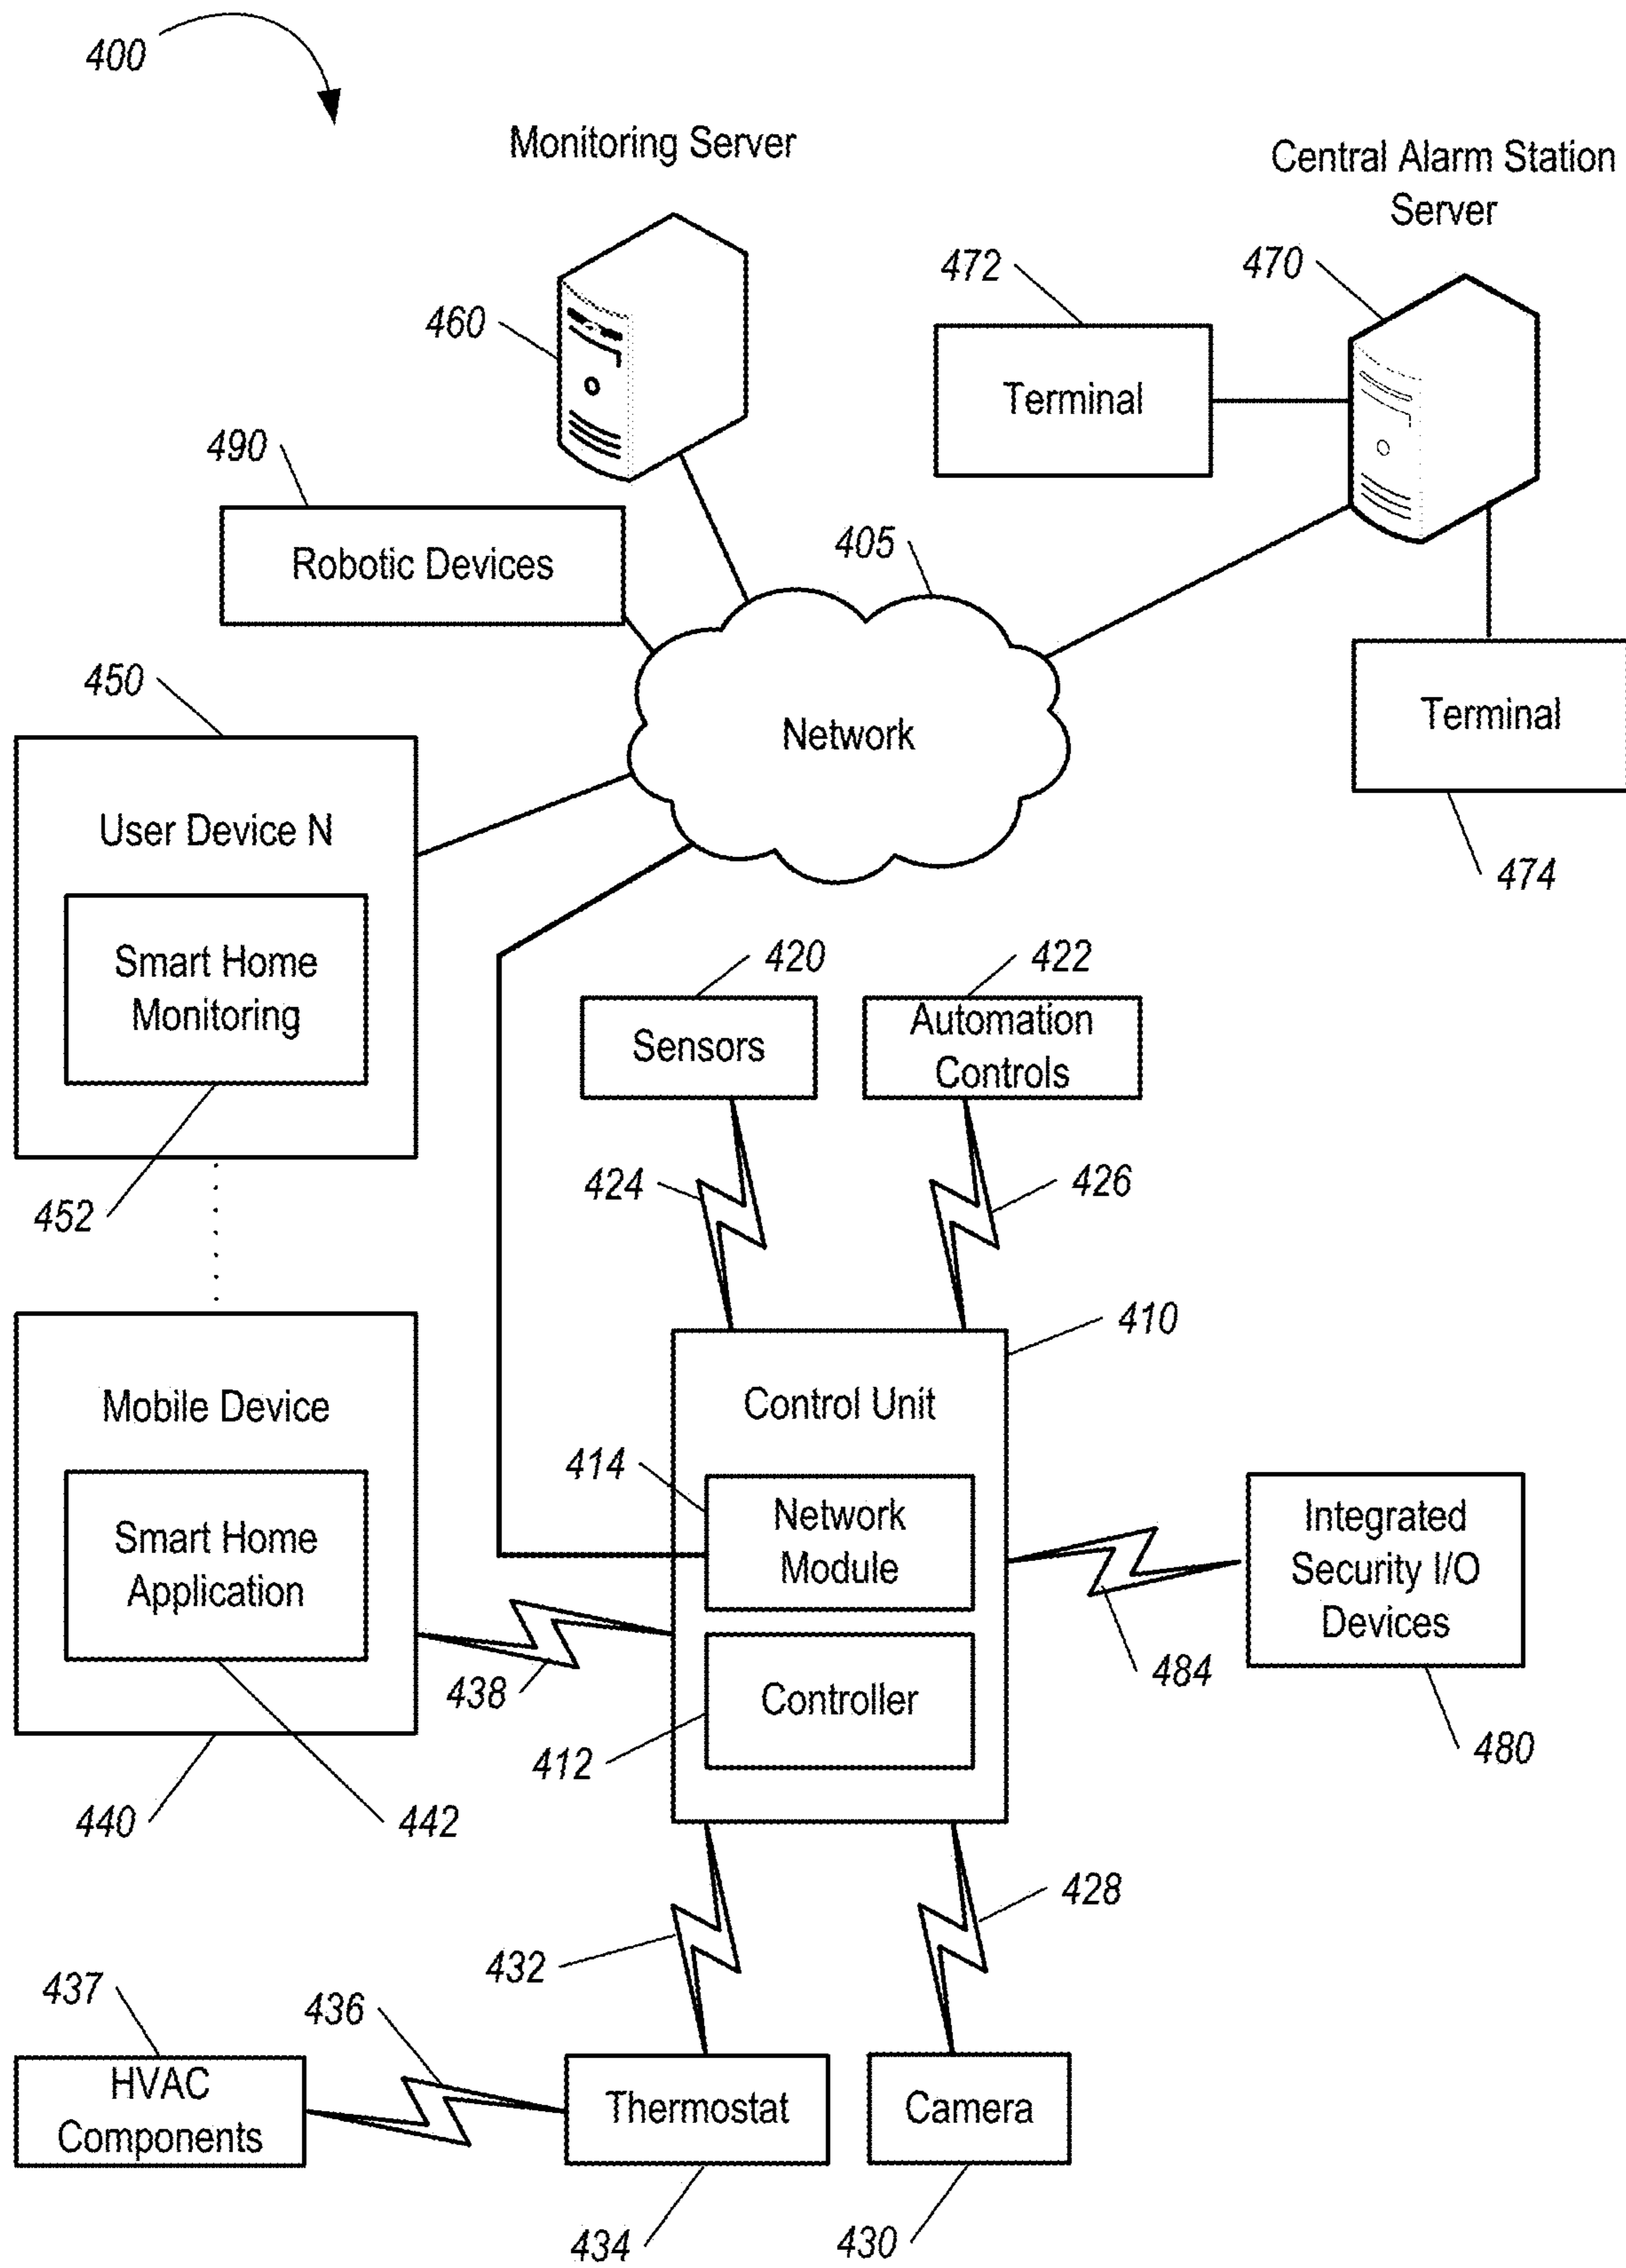 400
Monitoring Server
Central Alarm Station
Server
472
470
460
Terminal
490
405
Robotic Devices
450
Network
Terminal
User Device N
474
Smart Home
Monitoring
420
422
Sensors
Automation
Controls
452
424
426
410
Mobile Device
Control Unit
414
Smart Home
Application
Network
Module
Integrated
Security I/O
Devices
438
484
Controller
412
480
440
442
428
432
437
436
HVAC
Components
Thermostat
Camera
434
430